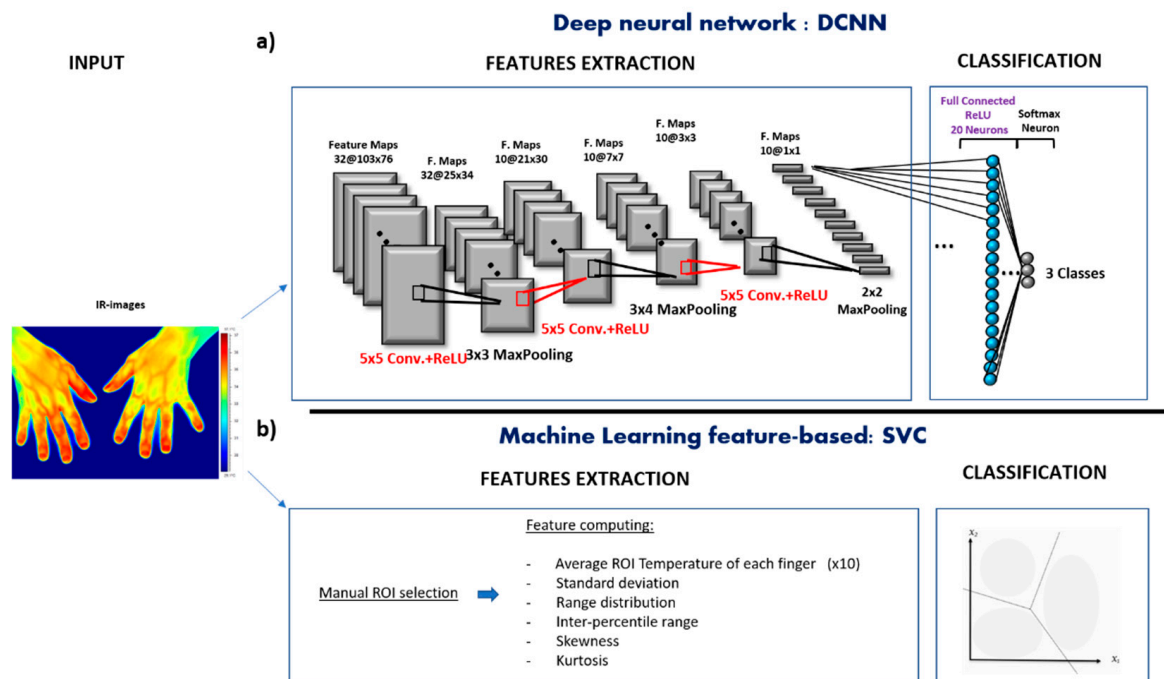 Deep neural network : DCNN
a)
INPUT
FEATURES EXTRACTION
CLASSIFICATION
Feature Maps
32@103x76
F. Maps
32@25x34
F. Maps
10@21x30
F. Maps
10@7x7
F. Maps
10@3x3
F. Maps
10@1x1
5x5 Conv.+ReLU
3x3 MaxPooling
5x5 Conv.+ReLU
3x4 MaxPooling
5x5 Conv.+ReLU
2x2
MaxPooling
Full Connected
ReLU
20 Neurons
Softmax
Neuron
...
...
3 Classes
IR-images
b)
Machine Learning feature-based: SVC
FEATURES EXTRACTION
CLASSIFICATION
Manual ROI selection
Feature computing:
- Average ROI Temperature of each finger (x10)
- Standard deviation
- Range distribution
- Inter-percentile range
- Skewness
- Kurtosis
X₂
X₁